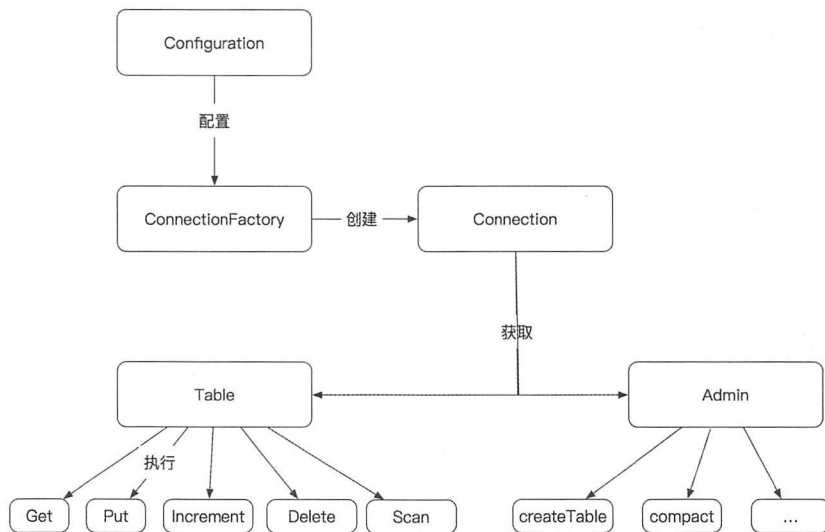 Configuration
配置
ConnectionFactory
创建
Connection
获取
Table
Admin
执行
Get
Put
Increment
Delete
Scan
createTable
compact
...